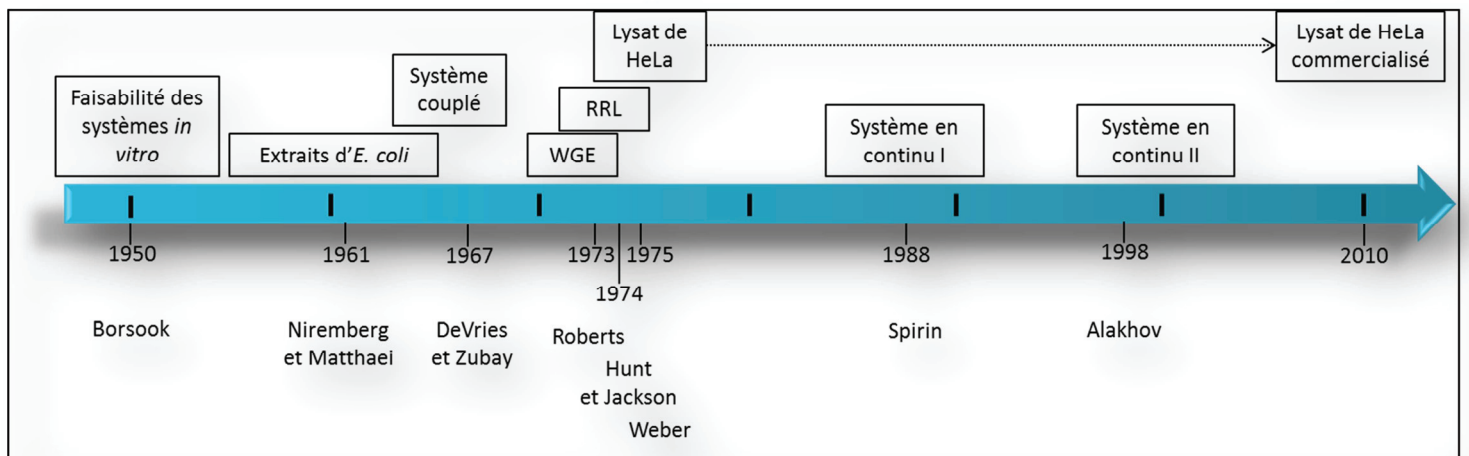 Lysat de
HeLa
Lysat de HeLa
commercialisé
Système
couplé
Faisabilité des
systèmes in
vitro
RRL
Système en
continu I
Système en
continu II
Extraits d'E. coli
WGE
1950
1961
1967
1973
1975
1988
1998
2010
1974
Borsook
Niremberg
et Matthaei
DeVries
et Zubay
Roberts
Hunt
et Jackson
Weber
Spirin
Alakhov